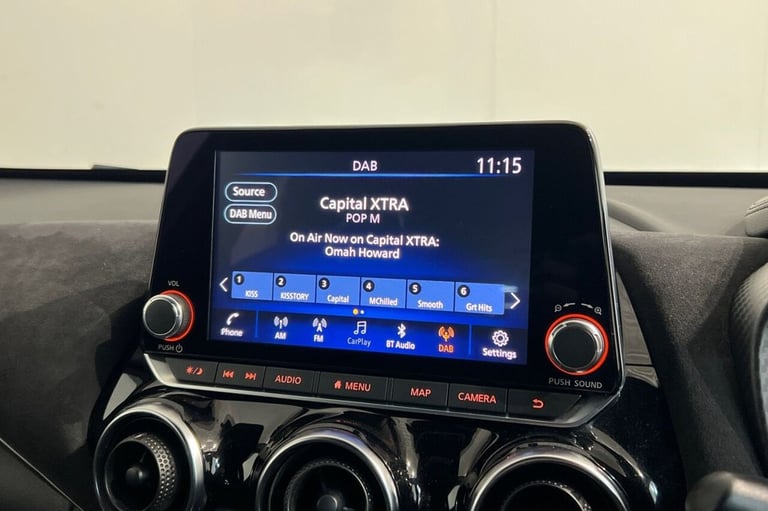 DAB
11:15
Source
DAB Menu
Capital XTRA
POP M
On Air Now on Capital XTRA:
Omah Howard
1 2 3 4 5 6
KISS KISSTORY Capital MChilled Smooth Grt Hits
Phone AM FM CarPlay BT Audio DAB Settings
VOL
PUSH
PUSH SOUND
AUDIO MENU MAP CAMERA